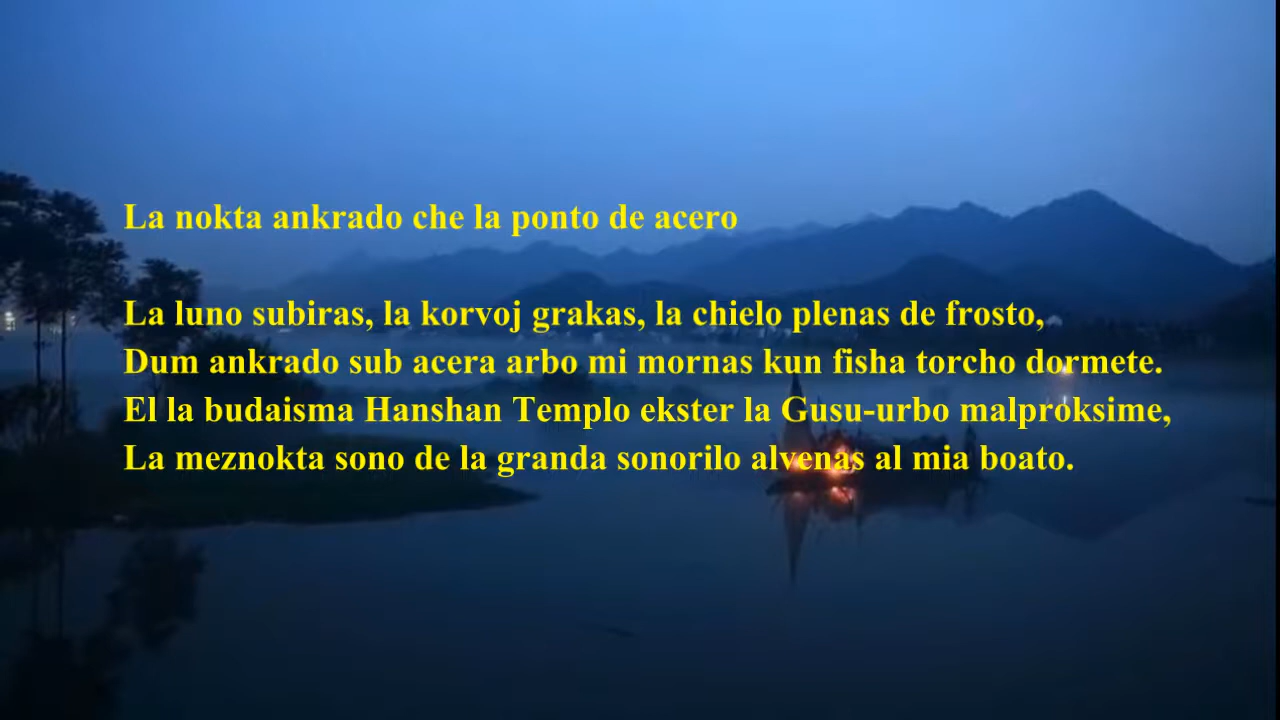 La nokta ankrado che la ponto de acero
La luno subiras, la korvoj grakas, la chielo plenas de frosto,
Dum ankrado sub acera arbo mi mornas kun fisha torcho dormete.
El la budaisma Hanshan Templo ekster la Gusu-urbo malproksime,
La meznokta sono de la granda sonorilo alvenas al mia boato.